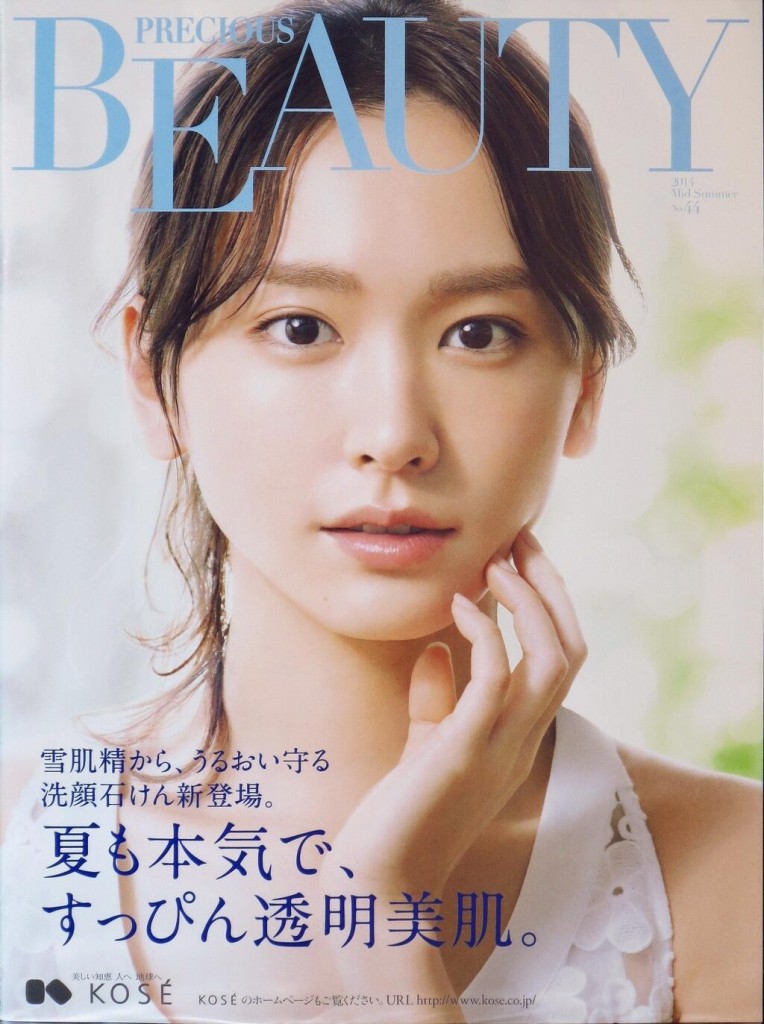 PRECIOUS
BEAUTY
2014
Mid Summer
No.44
雪肌精から、うるおい守る
洗顔石けん新登場。
夏も本気で、
すっぴん透明美肌。
美しい知恵 人へ 地球へ
KOSÉ
KOSÉ のホームページもご覧ください。URL http://www.kose.co.jp/